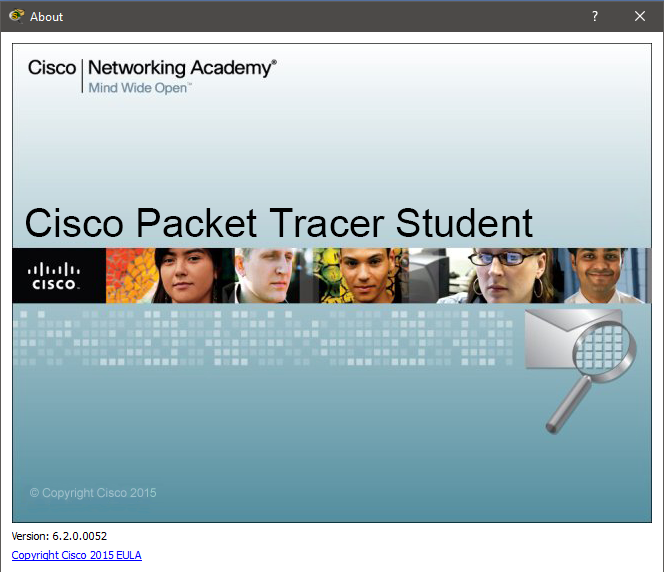 About
? ×
Cisco Networking Academy®
Mind Wide Open™
Cisco Packet Tracer Student
CISCO
© Copyright Cisco 2015
Version: 6.2.0.0052
Copyright Cisco 2015 EULA